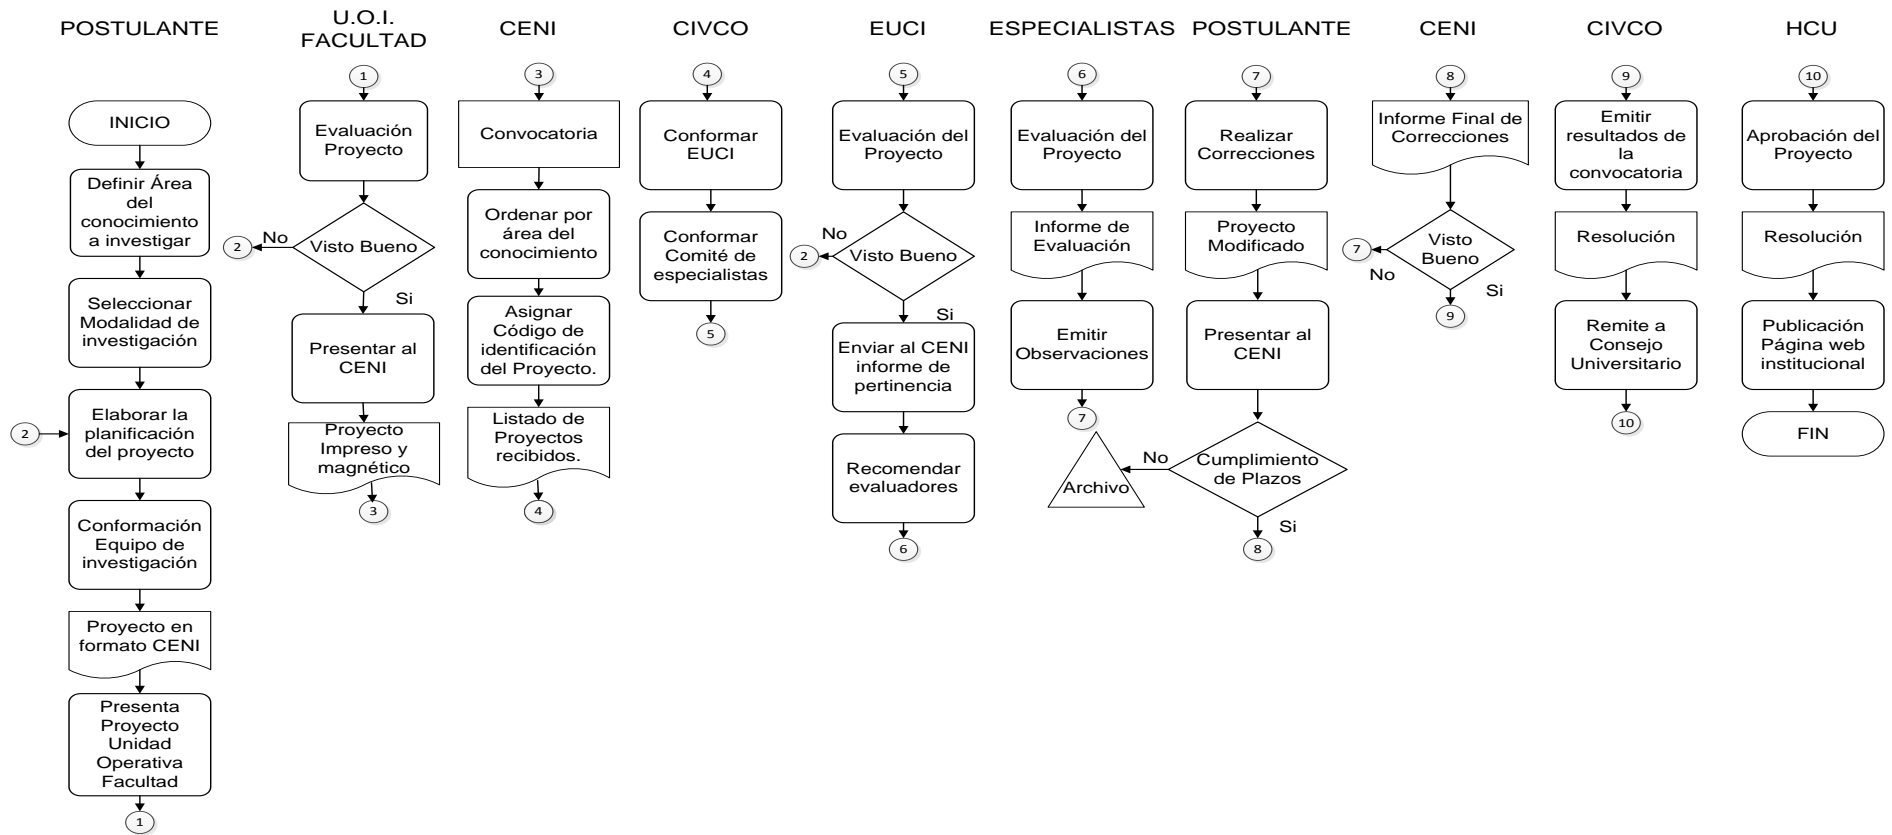 POSTULANTE
INICIO
Definir Área
del
conocimiento
a investigar
Seleccionar
Modalidad de
investigación
2
Elaborar la
planificación
del proyecto
Conformación
Equipo de
investigación
Proyecto en
formato CENI
Presenta
Proyecto
Unidad
Operativa
Facultad
1
U.O.I.
FACULTAD
1
Evaluación
Proyecto
Visto Bueno
No
2
Si
Presentar al
CENI
Proyecto
Impreso y
magnético
3
CENI
3
Convocatoria
Ordenar por
área del
conocimiento
Asignar
Código de
identificación
del Proyecto.
Listado de
Proyectos
recibidos.
4
CIVCO
4
Conformar
EUCI
Conformar
Comité de
especialistas
5
EUCI
5
Evaluación del
Proyecto
No
2
Visto Bueno
Si
Enviar al CENI
informe de
pertinencia
Recomendar
evaluadores
6
ESPECIALISTAS
6
Evaluación del
Proyecto
Informe de
Evaluación
Emitir
Observaciones
7
POSTULANTE
7
Realizar
Correcciones
Proyecto
Modificado
Presentar al
CENI
Cumplimiento
de Plazos
No
Archivo
Si
8
CENI
8
Informe Final de
Correcciones
Visto
Bueno
7
No
Si
9
CIVCO
9
Emitir
resultados de
la
convocatoria
Resolución
Remite a
Consejo
Universitario
10
HCU
10
Aprobación del
Proyecto
Resolución
Publicación
Página web
institucional
FIN